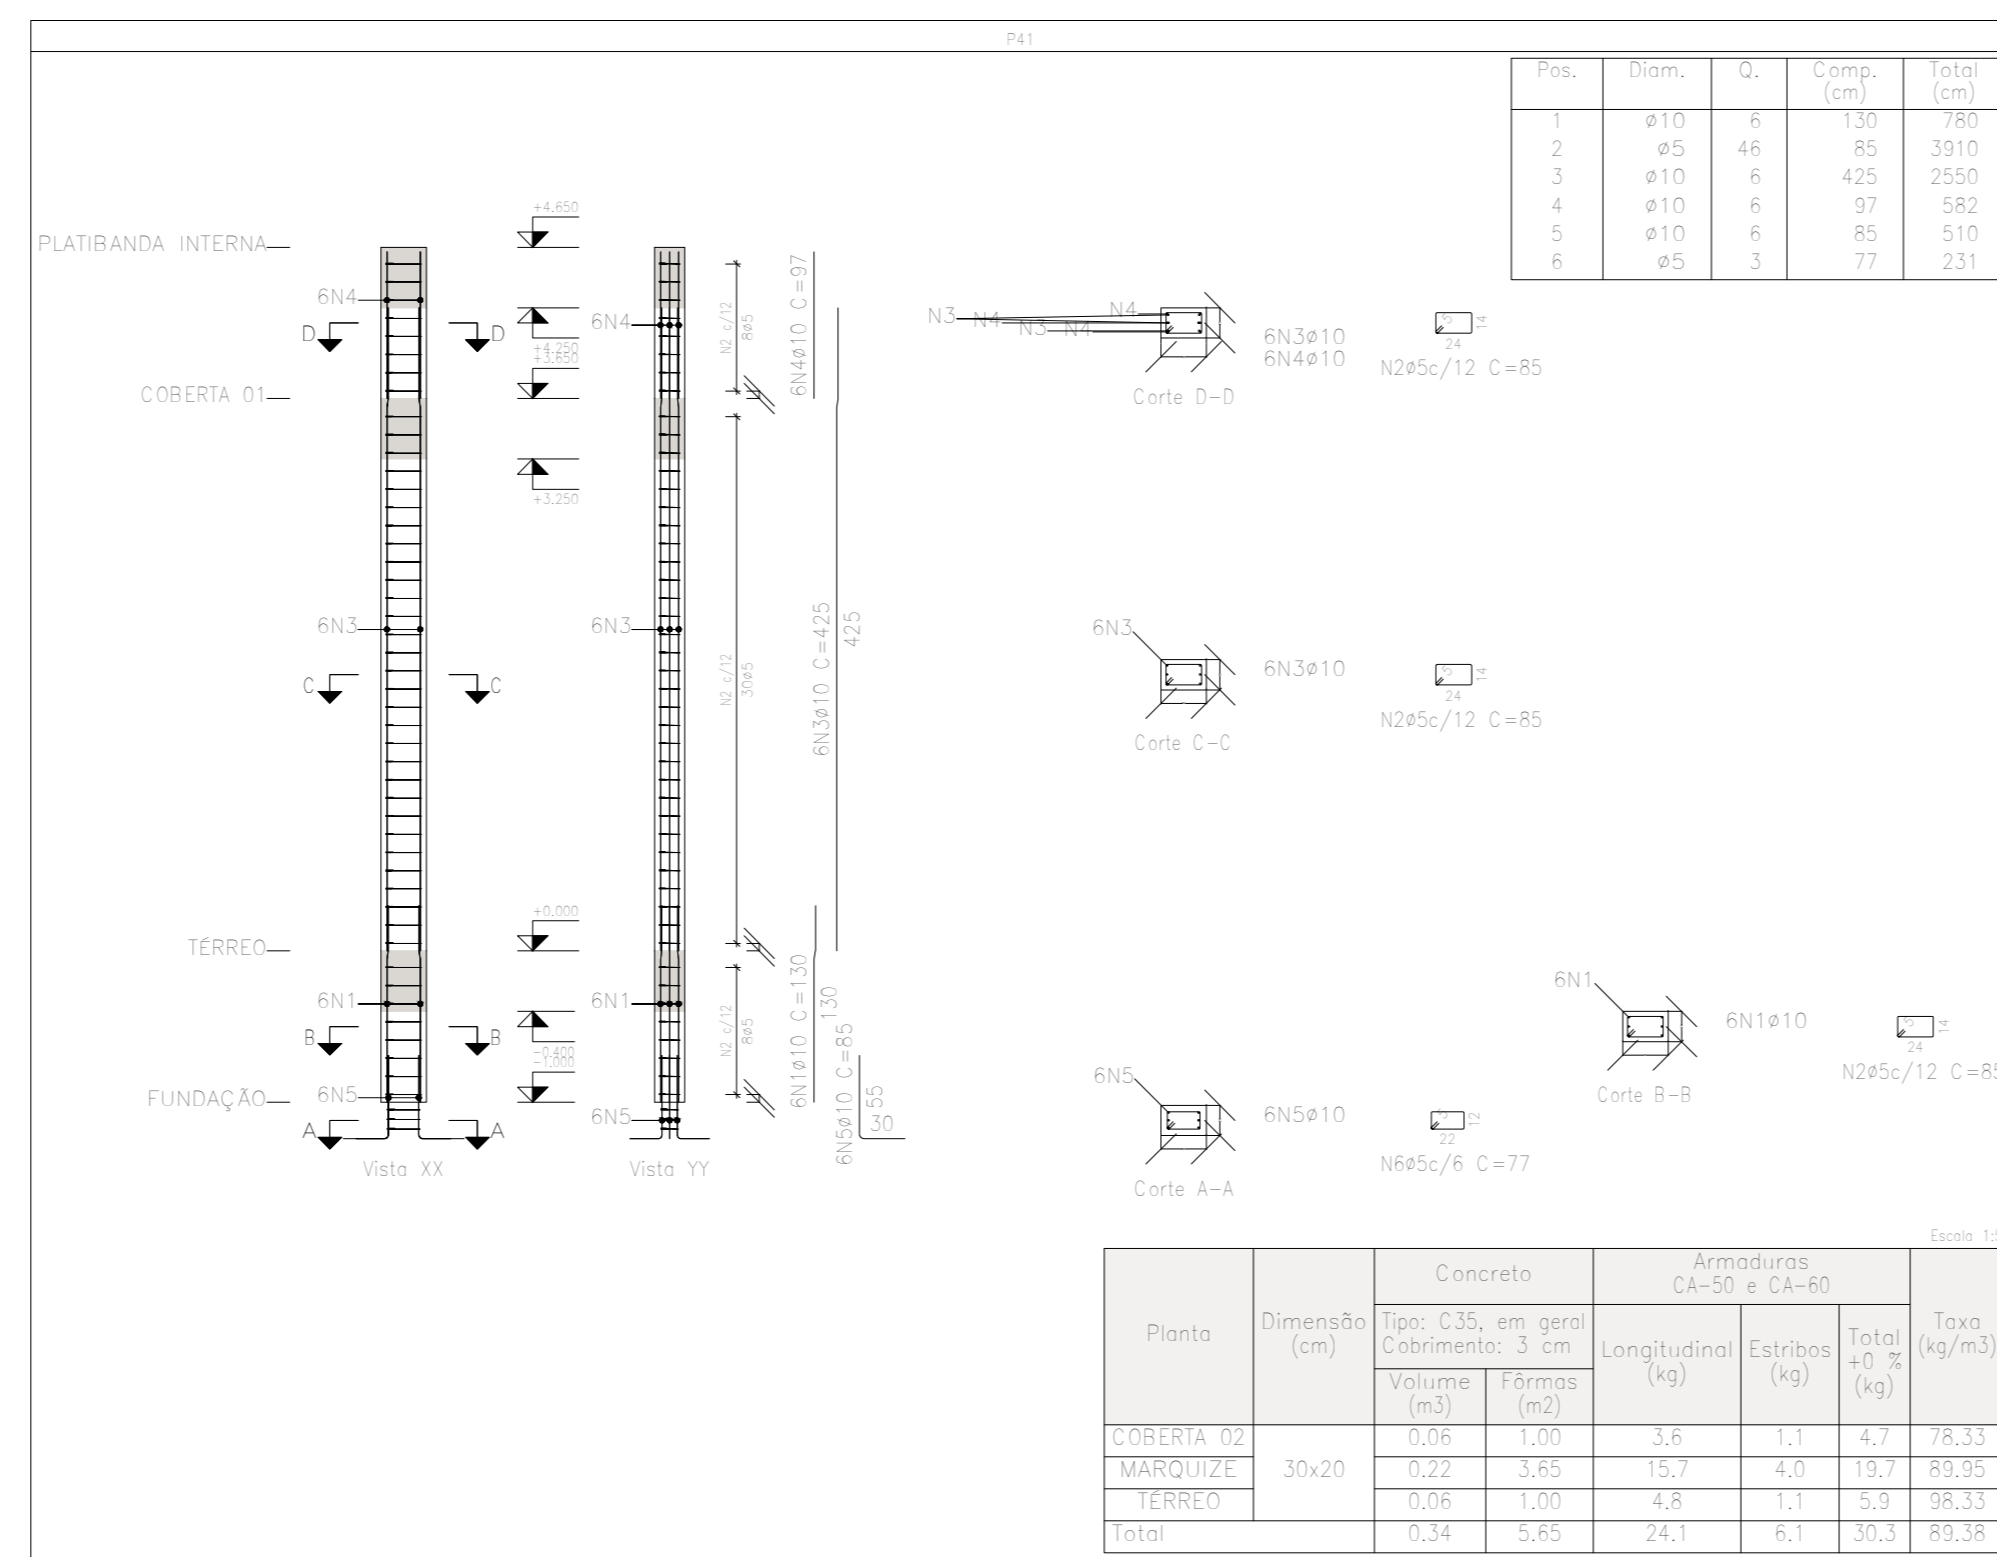 P41
Pos. Diam. Q. Comp. (cm) Total (cm)
1 ø10 6 130 780
2 ø5 46 85 3910
3 ø10 6 425 2550
4 ø10 6 97 582
5 ø10 6 85 510
6 ø5 3 77 231
PLATIBANDA INTERNA
+4.650
6N4
6N4
D
D
+4.250
+3.650
N2 c/12
8ø5
6N4ø10 C=97
COBERTA 01
+3.250
6N3
6N3
C
C
N2 c/12
30ø5
6N3ø10 C=425
425
TÉRREO
+0.000
6N1
6N1
B
B
-0.400
-1.000
N2 c/12
8ø5
6N1ø10 C=130
130
FUNDAÇÃO
6N5
6N5
A
A
6N5ø10 C=85
55
30
Vista XX
Vista YY
N3
N4
N3
N4
N4
6N3ø10
6N4ø10
5
14
24
N2ø5c/12 C=85
Corte D-D
6N3
6N3ø10
5
14
24
N2ø5c/12 C=85
Corte C-C
6N1
6N1ø10
5
14
24
N2ø5c/12 C=85
Corte B-B
6N5
6N5ø10
5
12
22
N6ø5c/6 C=77
Corte A-A
Escala 1:
Planta
Dimensão (cm)
Concreto
Tipo: C35, em geral
Cobrimento: 3 cm
Volume (m3)
Fôrmas (m2)
Armaduras
CA-50 e CA-60
Longitudinal (kg)
Estribos (kg)
Total +0 % (kg)
Taxa (kg/m3)
COBERTA 02 30x20 0.06 1.00 3.6 1.1 4.7 78.33
MARQUIZE 0.22 3.65 15.7 4.0 19.7 89.95
TÉRREO 0.06 1.00 4.8 1.1 5.9 98.33
Total 0.34 5.65 24.1 6.1 30.3 89.38